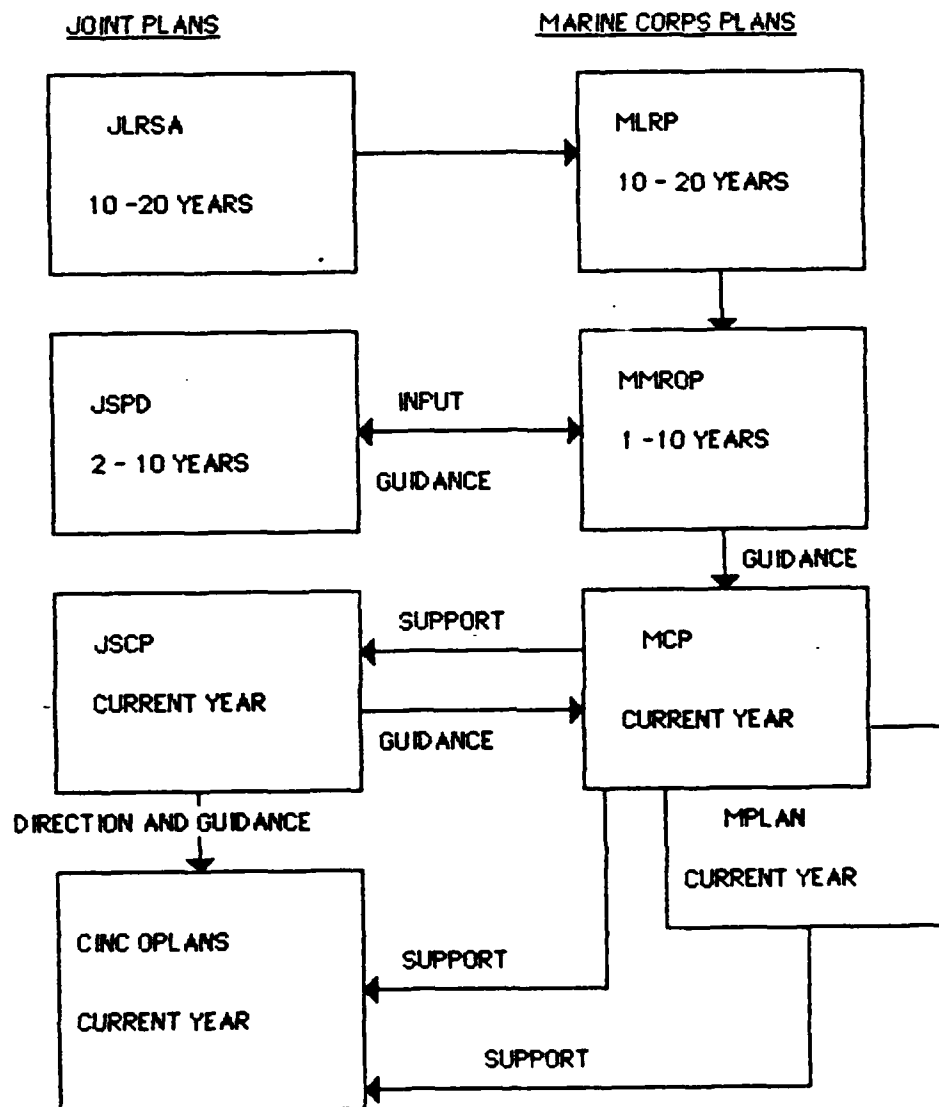 JOINT PLANS
MARINE CORPS PLANS
JLRSA
10 -20 YEARS
MLRP
10 - 20 YEARS
JSPD
2 - 10 YEARS
INPUT
GUIDANCE
MMROP
1 -10 YEARS
GUIDANCE
JSCP
CURRENT YEAR
SUPPORT
GUIDANCE
MCP
CURRENT YEAR
DIRECTION AND GUIDANCE
MPLAN
CURRENT YEAR
CINC OPLANS
CURRENT YEAR
SUPPORT
SUPPORT